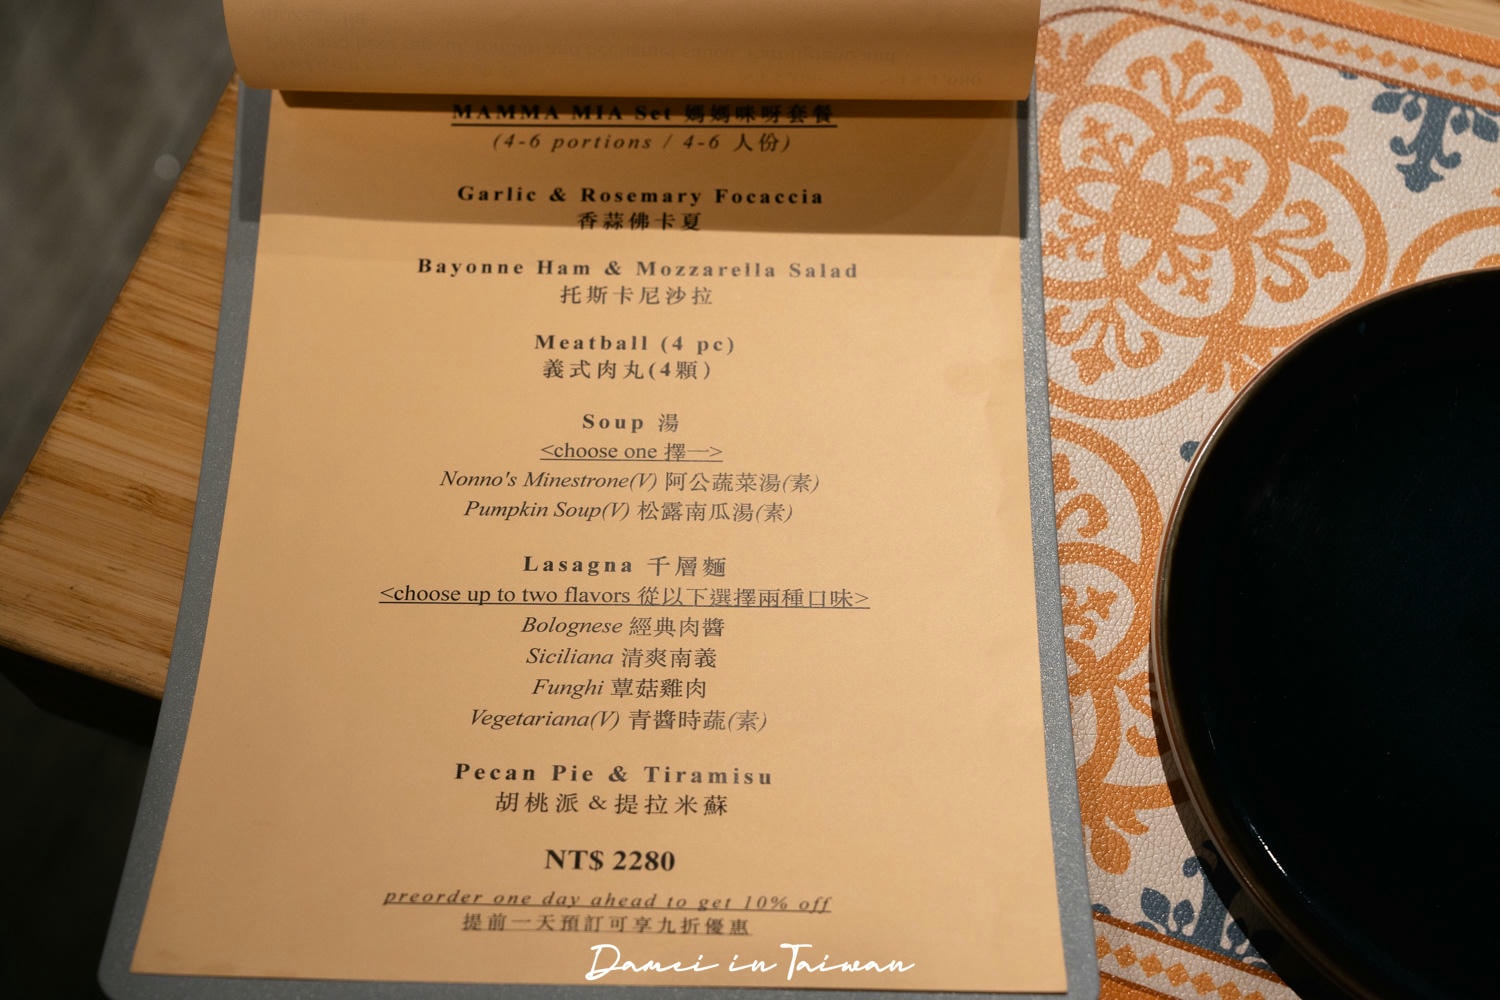 MAMMA MIA Set 媽媽咪呀套餐
(4-6 portions / 4-6 人份)
Garlic & Rosemary Focaccia
香蒜佛卡夏
Bayonne Ham & Mozzarella Salad
托斯卡尼沙拉
Meatball (4 pc)
義式肉丸(4顆)
Soup 湯
<choose one 擇一>
Nonno's Minestrone(V) 阿公蔬菜湯(素)
Pumpkin Soup(V) 松露南瓜湯(素)
Lasagna 千層麵
<choose up to two flavors 從以下選擇兩種口味>
Bolognese 經典肉醬
Siciliana 清爽南義
Funghi 蕈菇雞肉
Vegetariana(V) 青醬時蔬(素)
Pecan Pie & Tiramisu
胡桃派 & 提拉米蘇
NT$ 2280
preorder one day ahead to get 10% off
提前一天預訂可享九折優惠
Damei in Taiwan